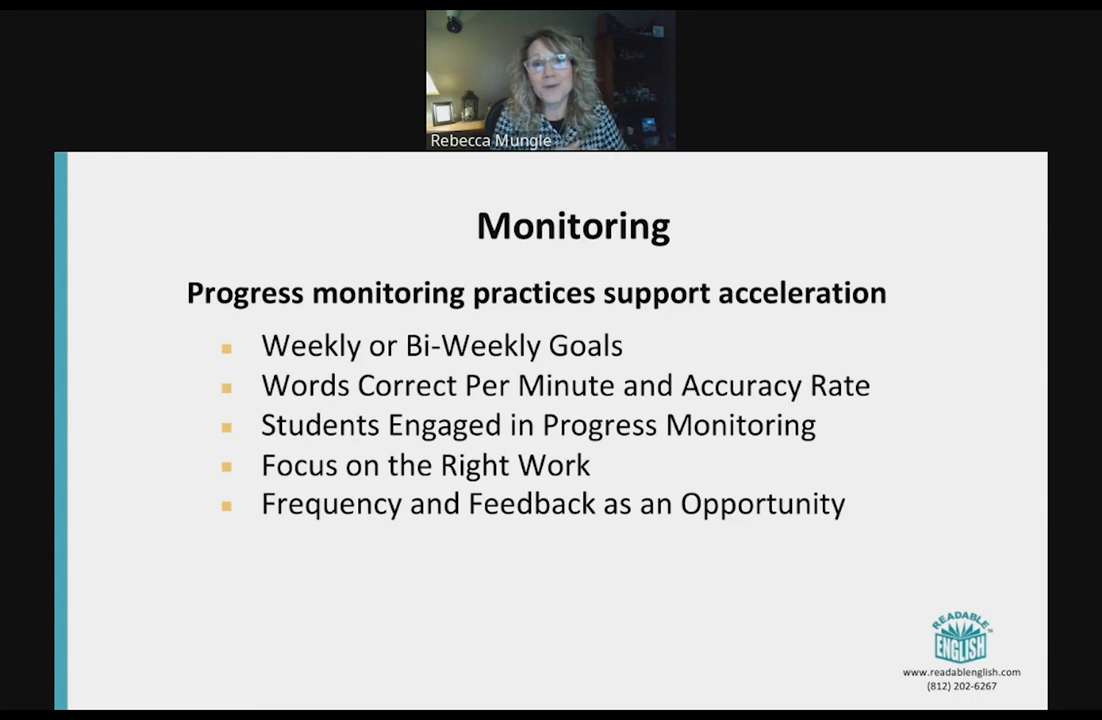 Rebecca Mungle
Monitoring
Progress monitoring practices support acceleration
Weekly or Bi-Weekly Goals
Words Correct Per Minute and Accuracy Rate
Students Engaged in Progress Monitoring
Focus on the Right Work
Frequency and Feedback as an Opportunity
READABLE
ENGLISH
www.readablenglish.com
(812) 202-6267